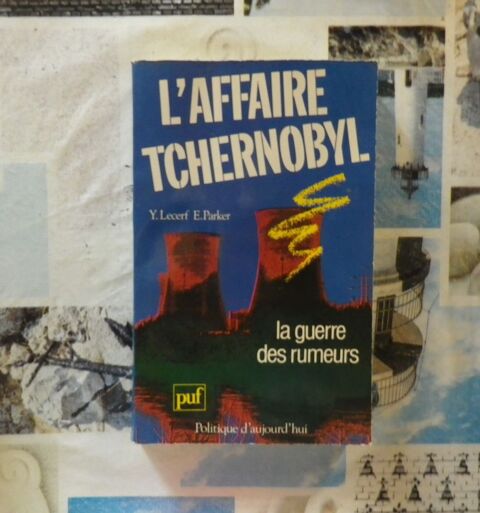 L'AFFAIRE
TCHERNOBYL
Y. Lecerf E. Parker
la guerre
des rumeurs
puf
Politique d'aujourd'hui